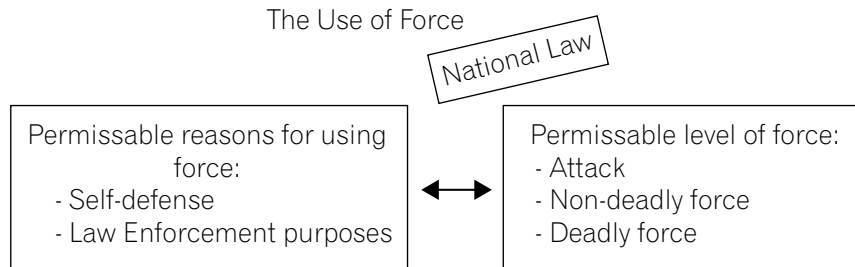 The Use of Force
National Law
Permissable reasons for using
force:
- Self-defense
- Law Enforcement purposes
Permissable level of force:
- Attack
- Non-deadly force
- Deadly force